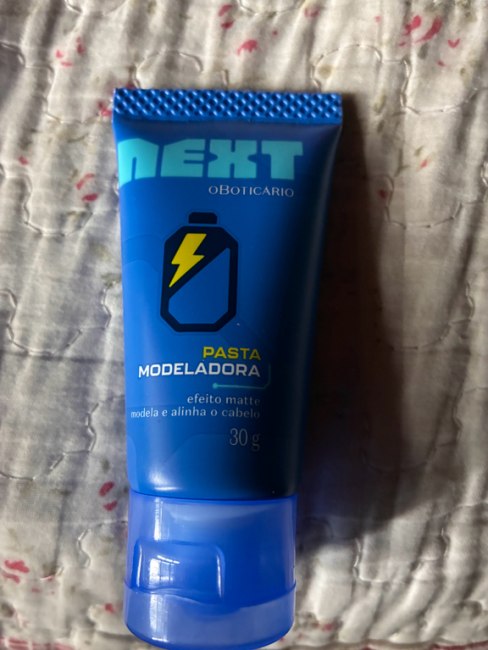 NEXT
oBOTICÁRIO
PASTA
MODELADORA
efeito matte
modela e alinha o cabelo
30 g